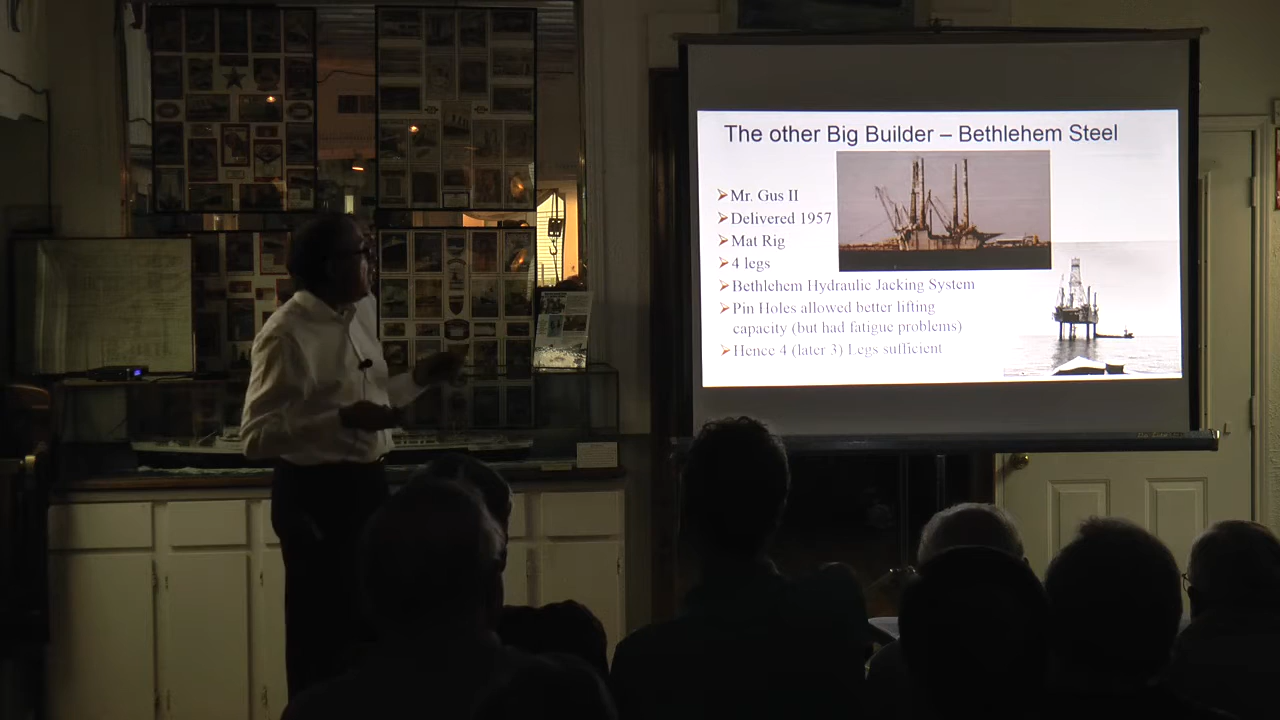 The other Big Builder – Bethlehem Steel
Mr. Gus II
Delivered 1957
Mat Rig
4 legs
Bethlehem Hydraulic Jacking System
Pin Holes allowed better lifting
capacity (but had fatigue problems)
Hence 4 (later 3) Legs sufficient